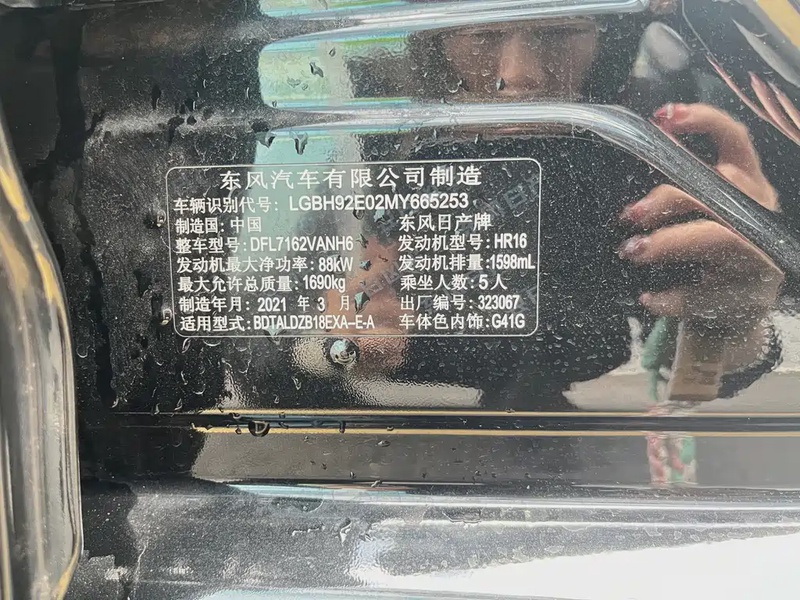 东风汽车有限公司制造
车辆识别代号: LGBH92E02MY665253
制造国: 中国 东风日产牌
整车型号: DFL7162VANH6 发动机型号: HR16
发动机最大净功率: 88kW 发动机排量: 1598mL
最大允许总质量: 1690kg 乘坐人数: 5人
制造年月: 2021 年 3 月 出厂编号: 323067
适用型式: BDTALDZB18EXA-E-A 车体色内饰: G41G